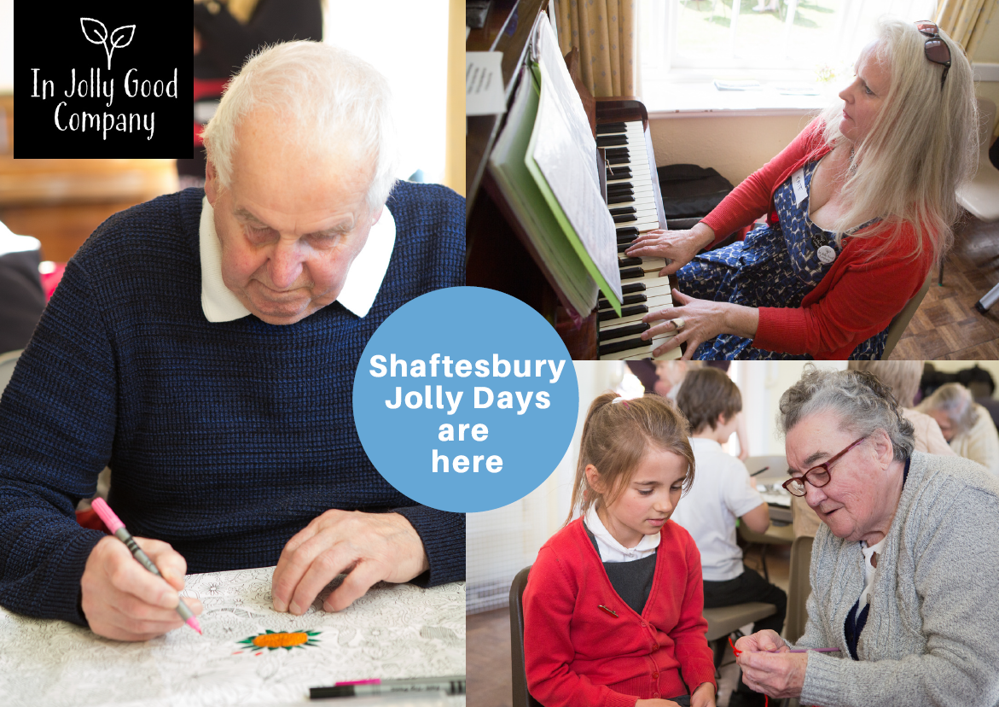 In Jolly Good
Company
Shaftesbury
Jolly Days
are
here